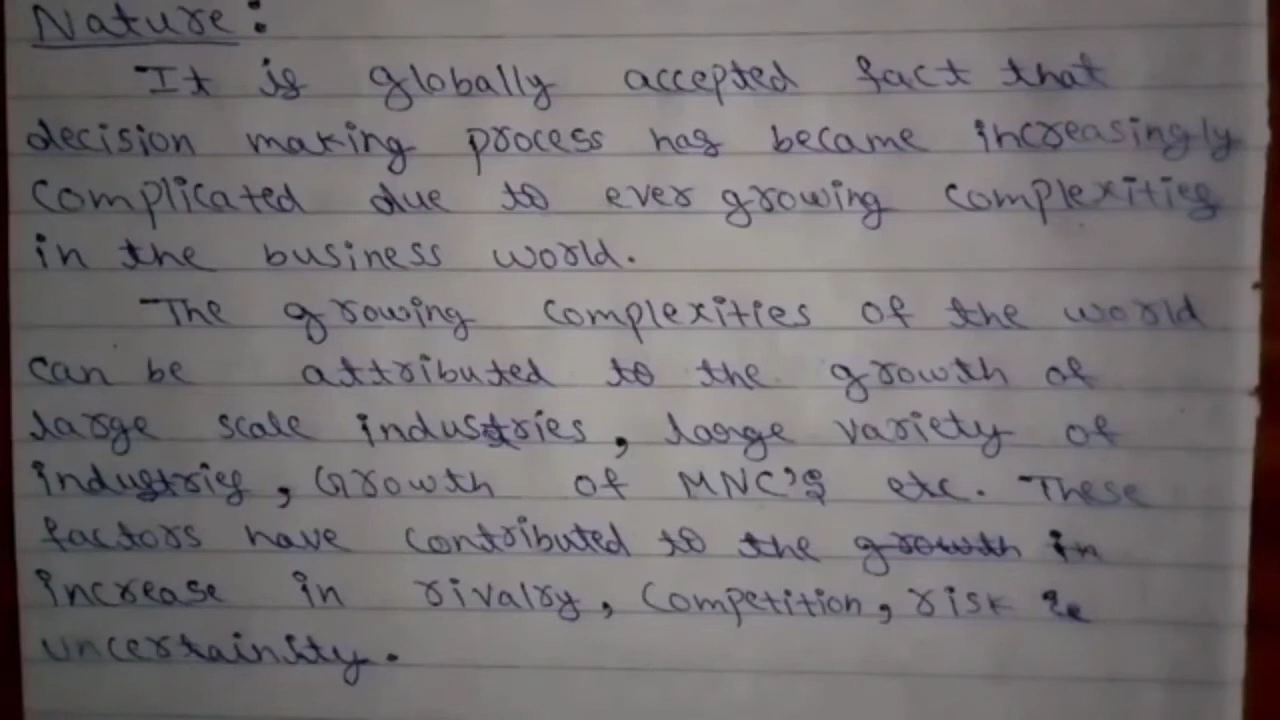 Nature:
It is globally accepted fact that
decision making process has became increasingly
complicated due to ever growing complexities
in the business world.
The growing complexities of the world
can be attributed to the growth of
large scale industries, large variety of
industries, Growth of MNC's etc. These
factors have contributed to the growth in
increase in rivalry, competition, risk &
uncertainity.